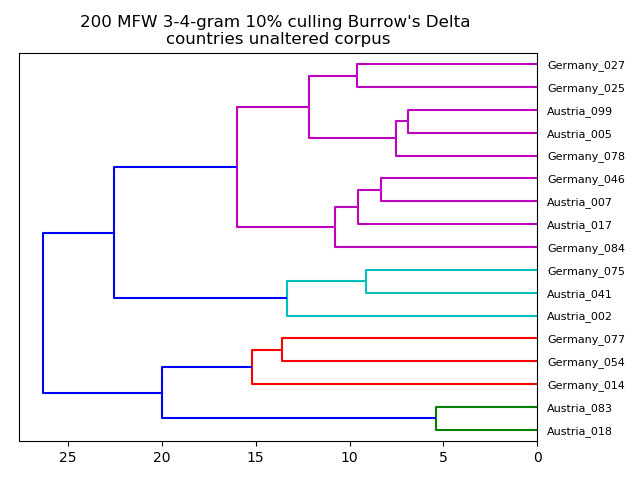 200 MFW 3-4-gram 10% culling Burrow's Delta
countries unaltered corpus
Germany_027
Germany_025
Austria_099
Austria_005
Germany_078
Germany_046
Austria_007
Austria_017
Germany_084
Germany_075
Austria_041
Austria_002
Germany_077
Germany_054
Germany_014
Austria_083
Austria_018
25 20 15 10 5 0